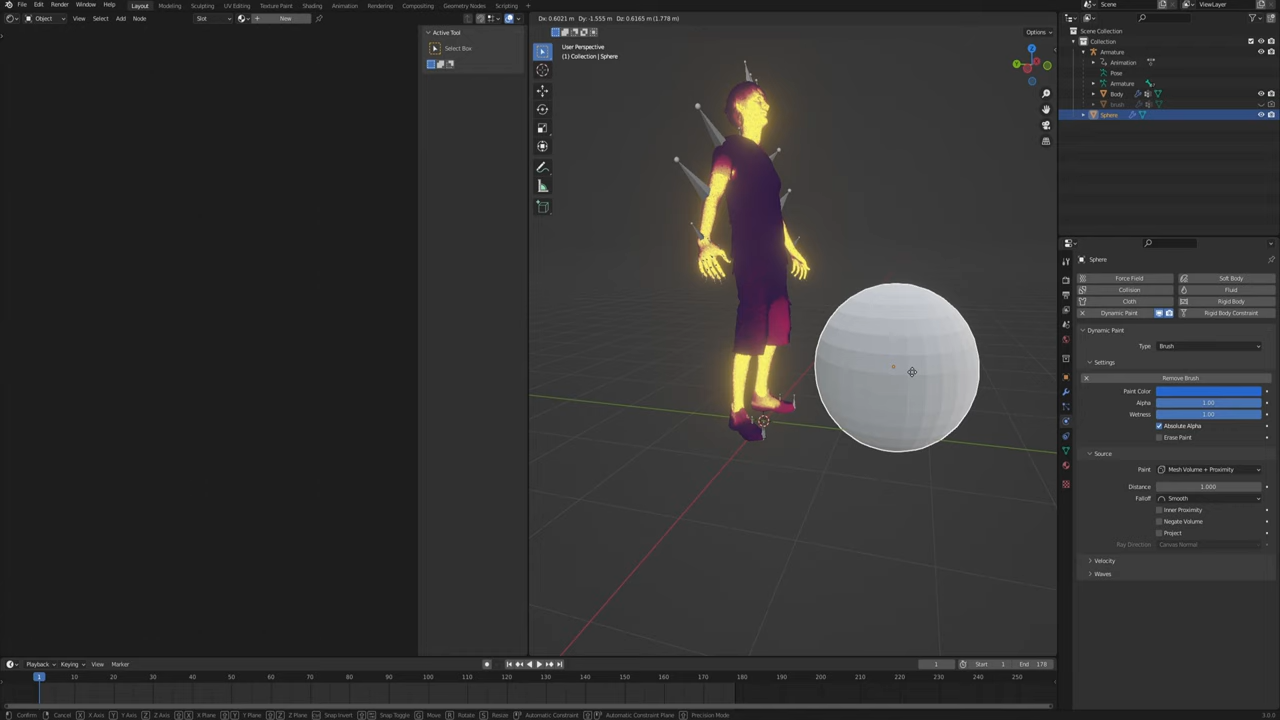 File Edit Render Window Help Layout Modeling Sculpting UV Editing Texture Paint Shading Animation Rendering Compositing Geometry Nodes Scripting Scene ViewLayer
Object View Select Add Node Slot New
Dx: 0.6021 m Dy: -1.555 m Dz: 0.6165 m (1.778 m)
Options
Active Tool
Select Box
User Perspective
(1) Collection | Sphere
Scene Collection
Collection
Armature
Animation
Pose
Armature
Body
brush
Sphere
Sphere
Force Field Soft Body
Collision Fluid
Cloth Rigid Body
Dynamic Paint Rigid Body Constraint
Dynamic Paint
Type Brush
Settings
Remove Brush
Paint Color
Alpha 1.00
Wetness 1.00
Absolute Alpha
Erase Paint
Source
Paint Mesh Volume + Proximity
Distance 1.000
Falloff Smooth
Inner Proximity
Negate Volume
Project
Ray Direction Canvas Normal
Velocity
Waves
Playback Keying View Marker 1 Start 1 End 178
1 10 20 30 40 50 60 70 80 90 100 110 120 130 140 150 160 170 180 190 200 210 220 230 240 250
Confirm Cancel X X Axis Y Y Axis Z Z Axis X X Plane Y Y Plane Z Z Plane Snap Invert Snap Toggle G Move R Rotate S Resize Automatic Constraint Automatic Constraint Plane Precision Mode 3.0.0